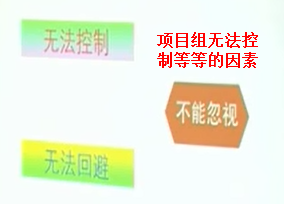 无法控制
项目组无法控
制等等的因素
不能忽视
无法回避